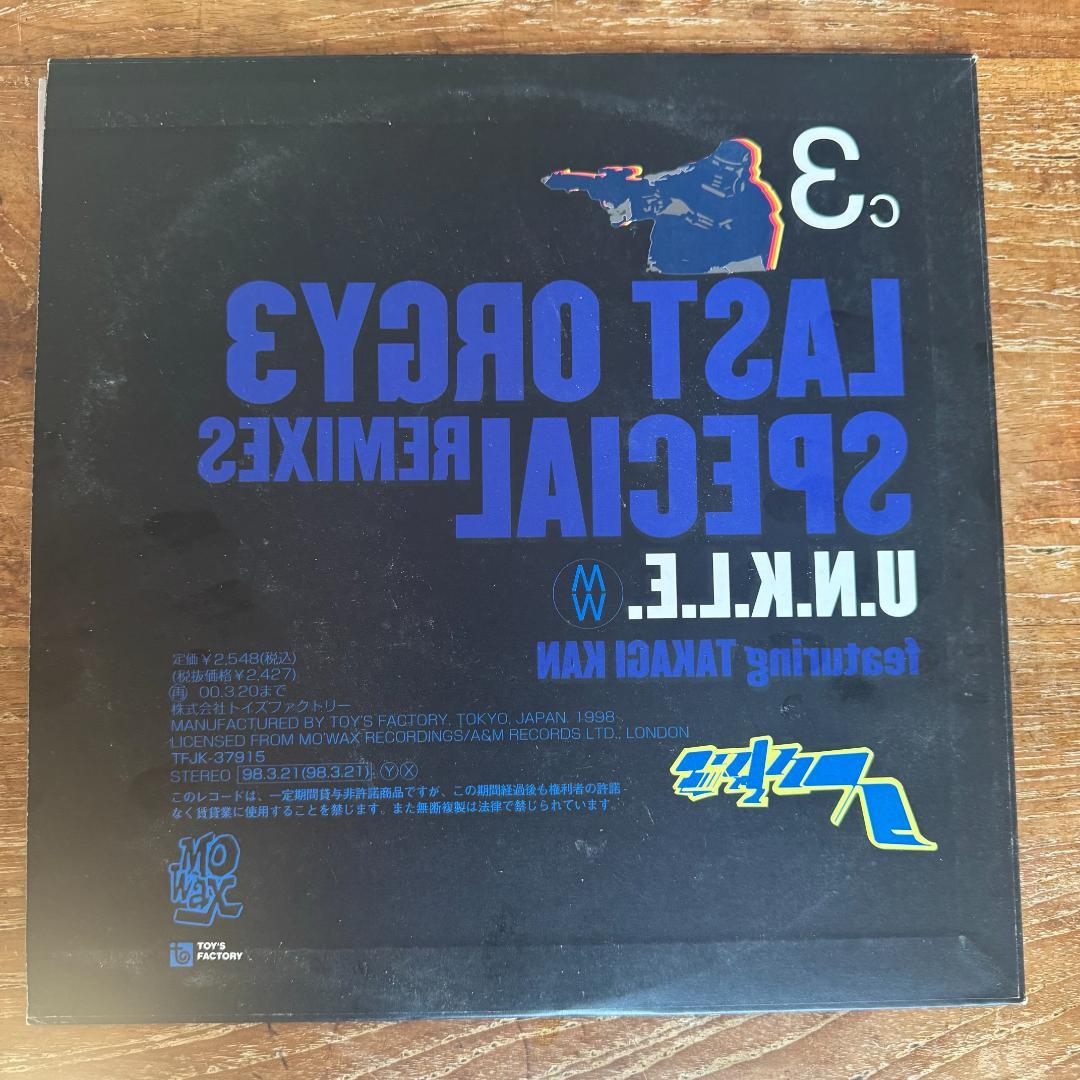 3c
LAST ORGY3
SPECIAL REMIXES
U.N.K.L.E.
MW
featuring TAKAGI KAN
定価￥2,548(税込)
(税抜価格￥2,427)
再 00.3.20まで
株式会社トイズファクトリー
MANUFACTURED BY TOY'S FACTORY, TOKYO, JAPAN. 1998
LICENSED FROM MO'WAX RECORDINGS/A&M RECORDS LTD., LONDON
TFJK-37915
STEREO 98.3.21(98.3.21) Ⓨ Ⓧ
このレコードは、一定期間貸与非許諾商品ですが、この期間経過後も権利者の許諾
なく賃貸業に使用することを禁じます。また無断複製は法律で禁じられています。
MO
WAX
TOY'S
FACTORY